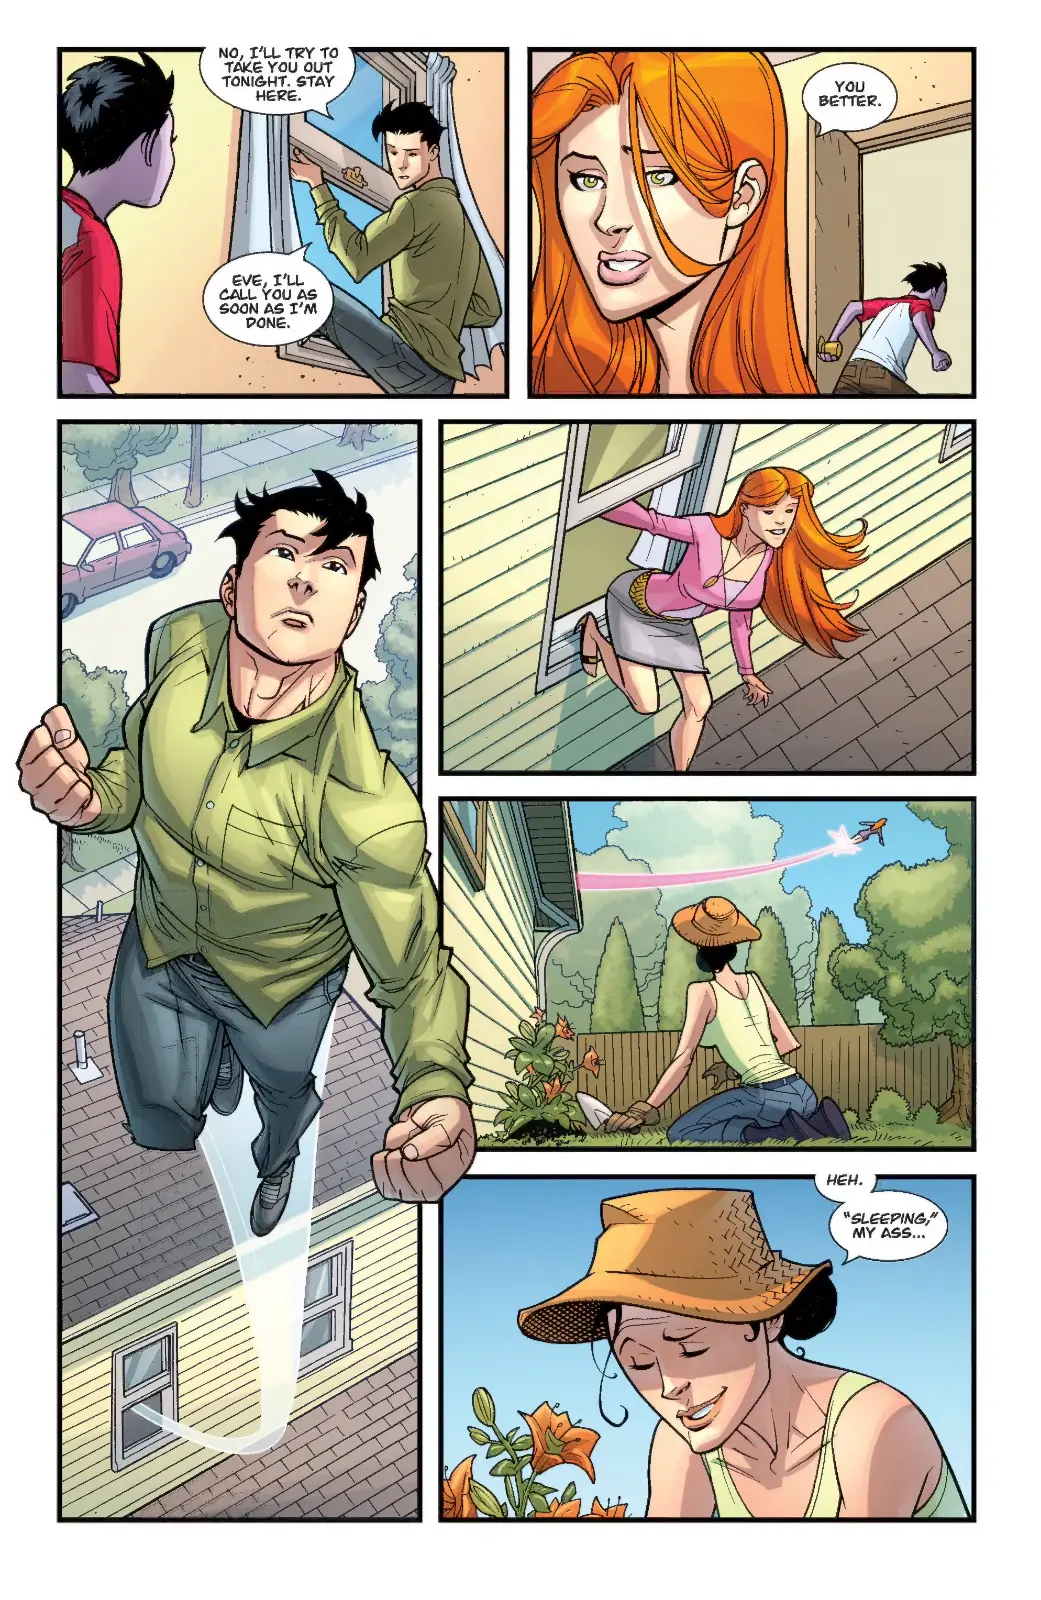 NO, I'LL TRY TO
TAKE YOU OUT
TONIGHT. STAY
HERE.
EVE, I'LL
CALL YOU AS
SOON AS I'M
DONE.
YOU
BETTER.
HEH.
"SLEEPING,"
MY ASS...